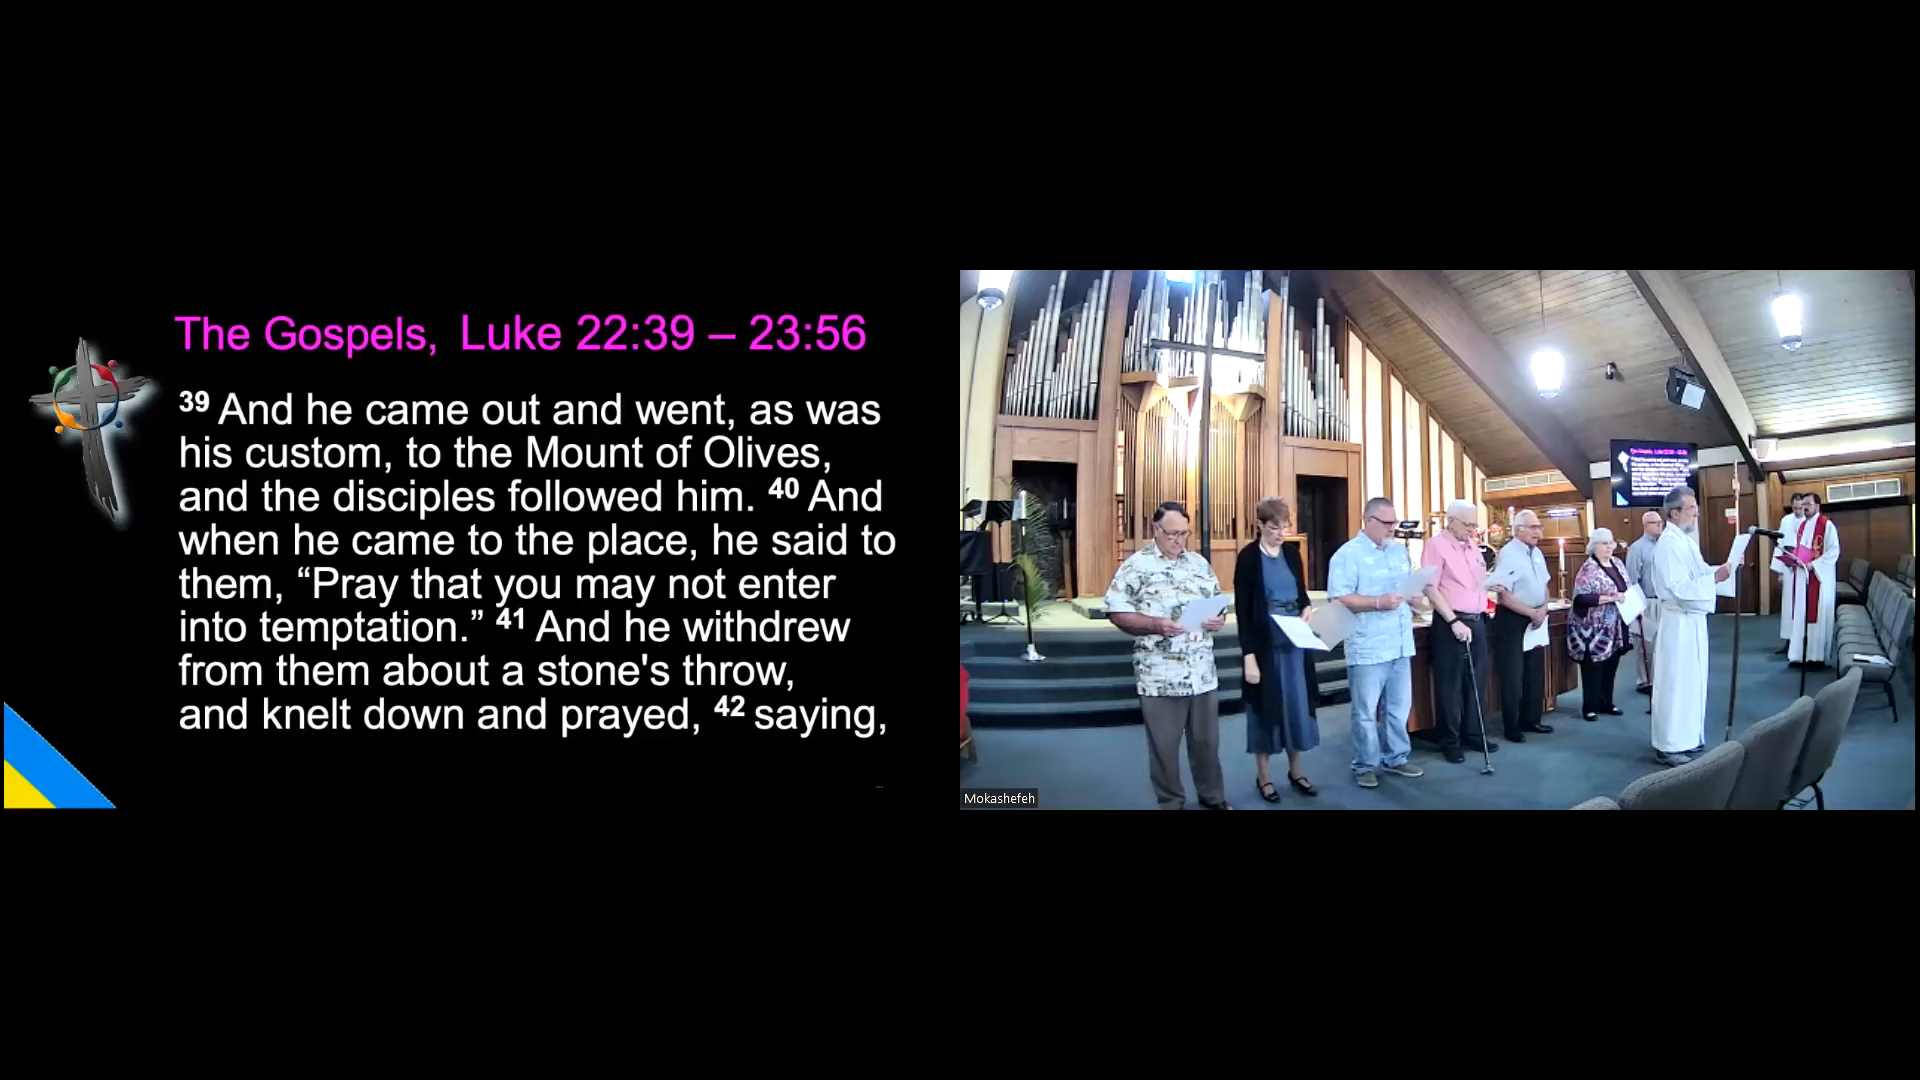 The Gospels, Luke 22:39 – 23:56
39 And he came out and went, as was
his custom, to the Mount of Olives,
and the disciples followed him. 40 And
when he came to the place, he said to
them, “Pray that you may not enter
into temptation.” 41 And he withdrew
from them about a stone's throw,
and knelt down and prayed, 42 saying,
...
Mokashefeh